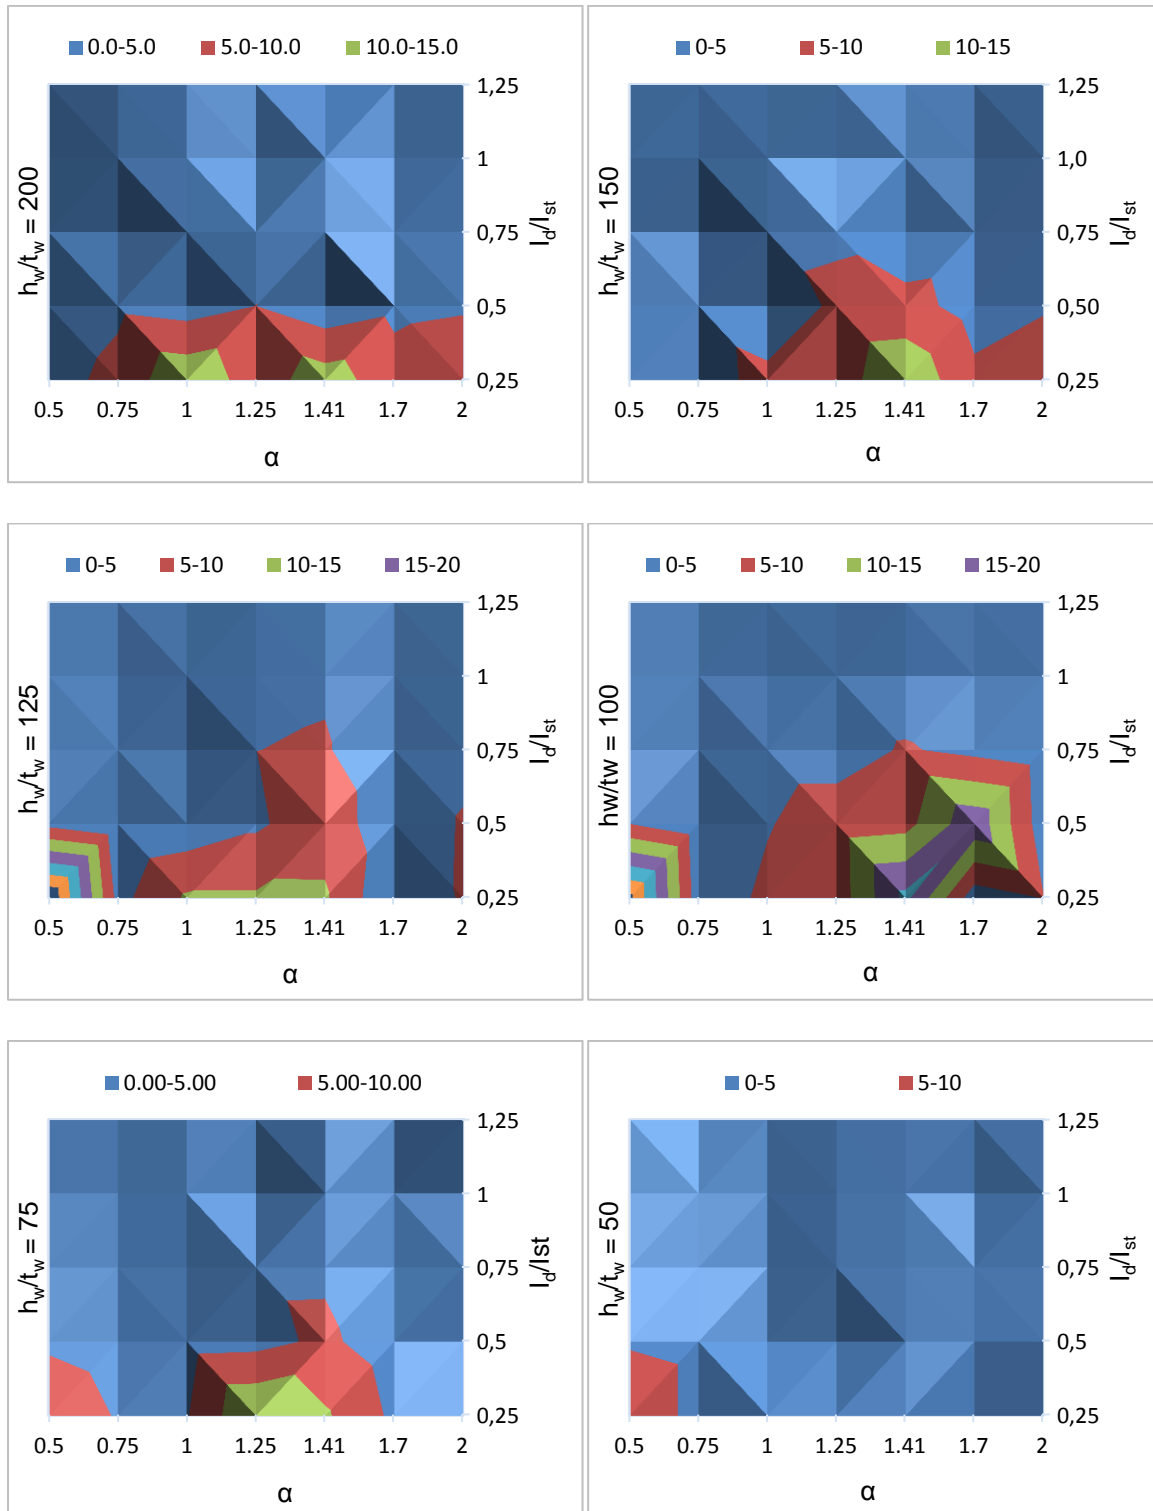 0.0-5.0 5.0-10.0 10.0-15.0
h_w/t_w = 200
1,25
1
0,75
0,5
0,25
I_d/I_st
0.5 0.75 1 1.25 1.41 1.7 2
α
0-5 5-10 10-15
h_w/t_w = 150
1,25
1,0
0,75
0,50
0,25
I_d/I_st
0.5 0.75 1 1.25 1.41 1.7 2
α
0-5 5-10 10-15 15-20
h_w/t_w = 125
1,25
1
0,75
0,5
0,25
I_d/I_st
0.5 0.75 1 1.25 1.41 1.7 2
α
0-5 5-10 10-15 15-20
hw/tw = 100
1,25
1
0,75
0,5
0,25
I_d/I_st
0.5 0.75 1 1.25 1.41 1.7 2
α
0.00-5.00 5.00-10.00
h_w/t_w = 75
1,25
1
0,75
0,5
0,25
I_d/Ist
0.5 0.75 1 1.25 1.41 1.7 2
α
0-5 5-10
h_w/t_w = 50
1,25
1
0,75
0,5
0,25
I_d/I_st
0.5 0.75 1 1.25 1.41 1.7 2
α